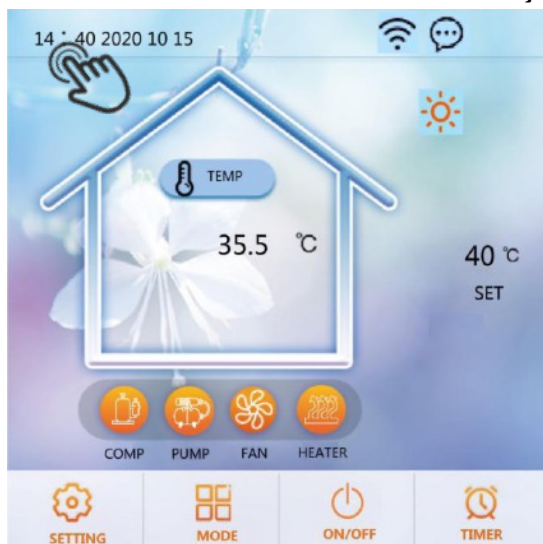 14 : 40 2020 10 15
TEMP
35.5 ℃
40 ℃
SET
COMP PUMP FAN HEATER
SETTING MODE ON/OFF TIMER